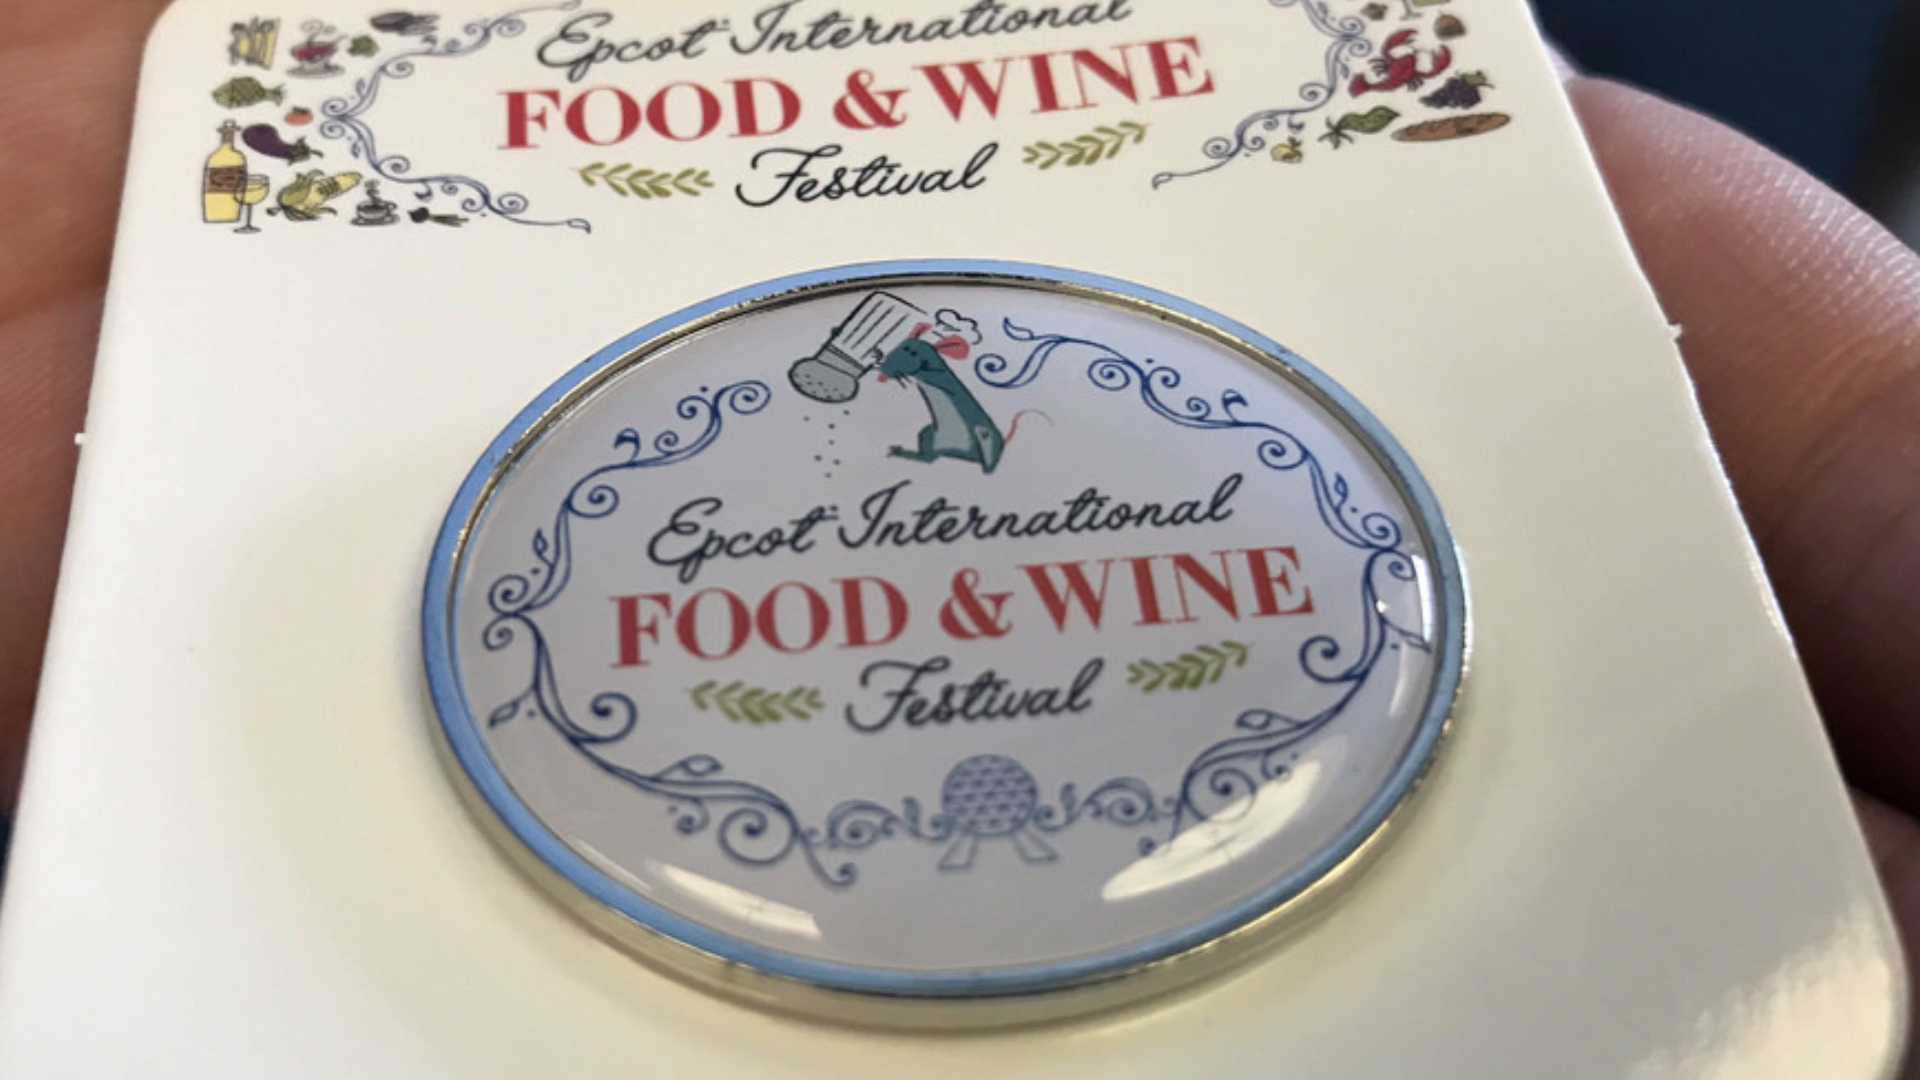 Epcot International
FOOD & WINE
Festival
Epcot International
FOOD & WINE
Festival